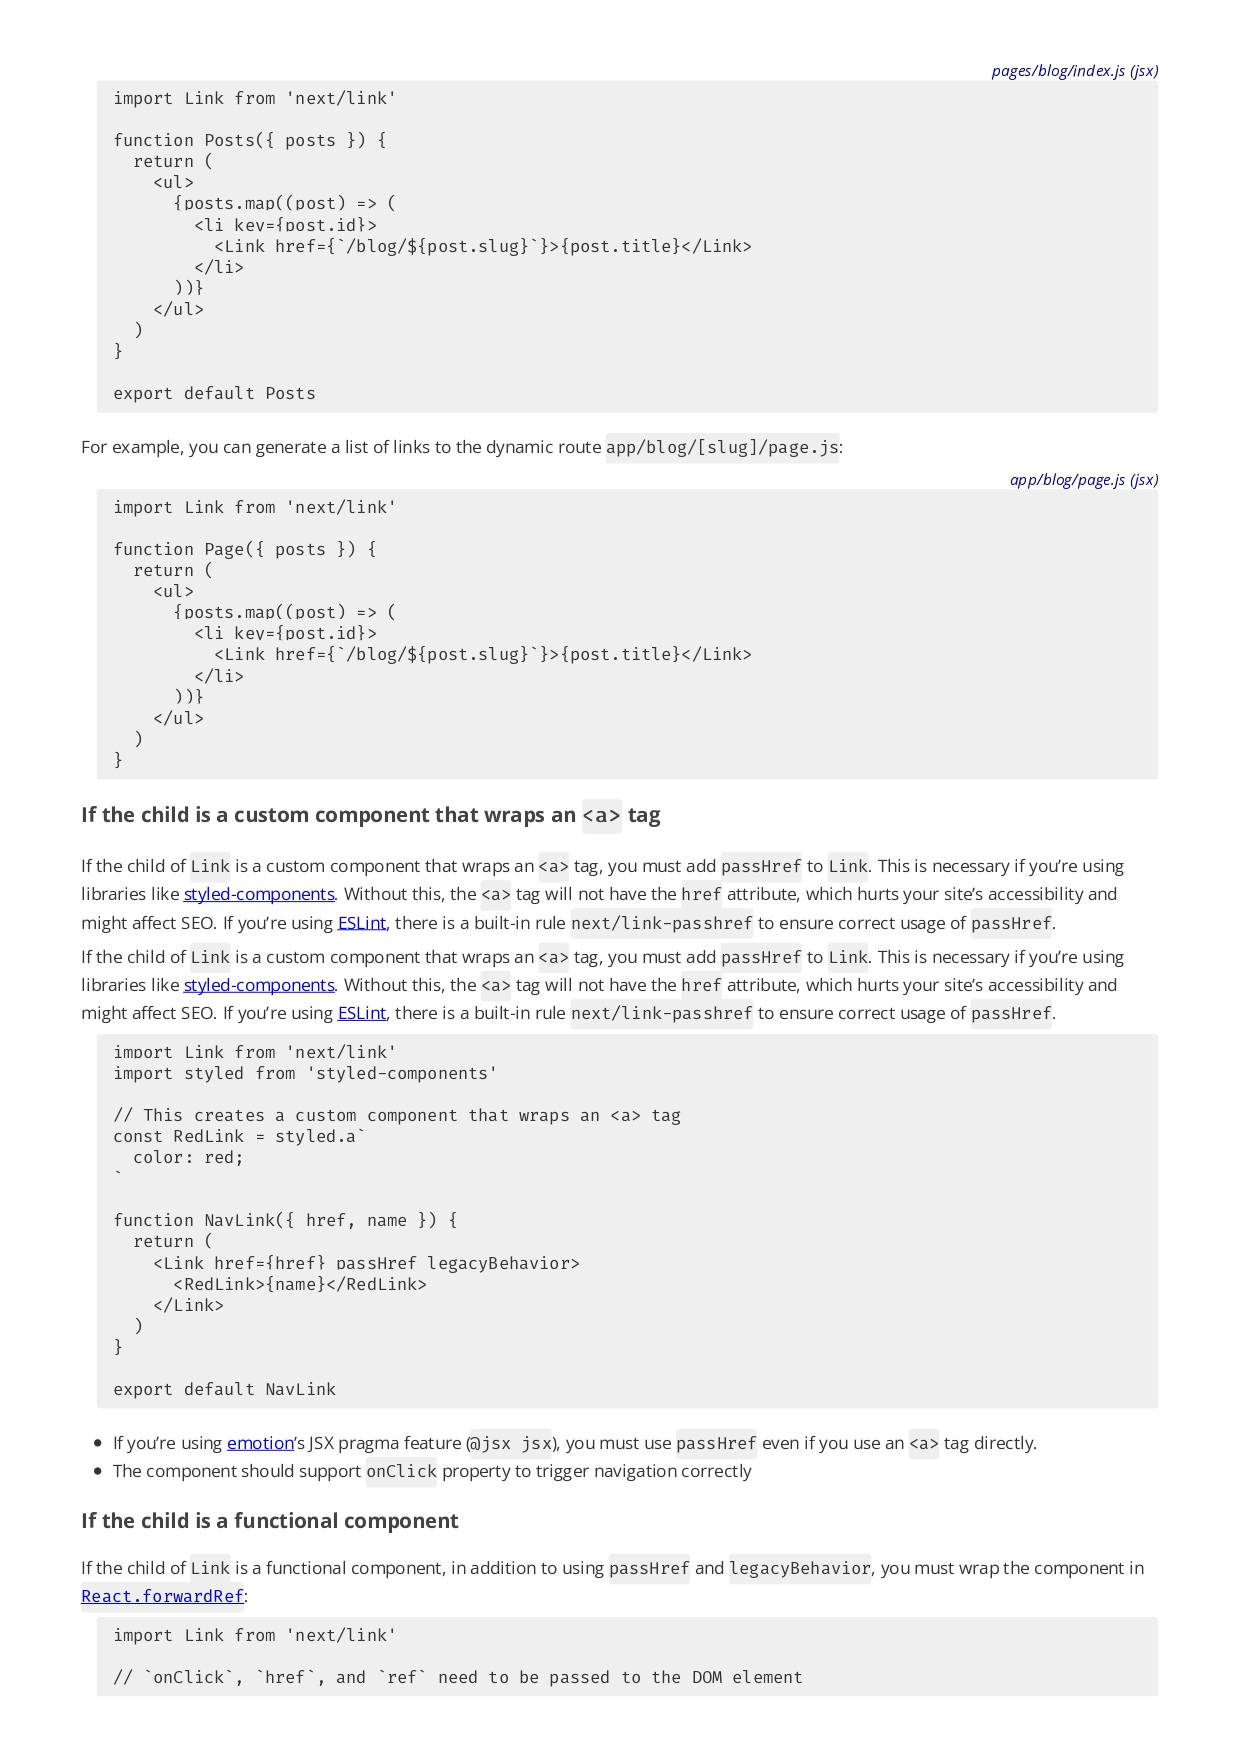 pages/blog/index.js (jsx)
import Link from 'next/link'

function Posts({ posts }) {
  return (
    <ul>
      {posts.map((post) => (
        <li key={post.id}>
          <Link href={`/blog/${post.slug}`}>{post.title}</Link>
        </li>
      ))}
    </ul>
  )
}

export default Posts
For example, you can generate a list of links to the dynamic route app/blog/[slug]/page.js:
app/blog/page.js (jsx)
import Link from 'next/link'

function Page({ posts }) {
  return (
    <ul>
      {posts.map((post) => (
        <li key={post.id}>
          <Link href={`/blog/${post.slug}`}>{post.title}</Link>
        </li>
      ))}
    </ul>
  )
}
If the child is a custom component that wraps an <a> tag
If the child of Link is a custom component that wraps an <a> tag, you must add passHref to Link. This is necessary if you’re using
libraries like styled-components. Without this, the <a> tag will not have the href attribute, which hurts your site’s accessibility and
might affect SEO. If you’re using ESLint, there is a built-in rule next/link-passhref to ensure correct usage of passHref.
If the child of Link is a custom component that wraps an <a> tag, you must add passHref to Link. This is necessary if you’re using
libraries like styled-components. Without this, the <a> tag will not have the href attribute, which hurts your site’s accessibility and
might affect SEO. If you’re using ESLint, there is a built-in rule next/link-passhref to ensure correct usage of passHref.
import Link from 'next/link'
import styled from 'styled-components'

// This creates a custom component that wraps an <a> tag
const RedLink = styled.a`
  color: red;
`

function NavLink({ href, name }) {
  return (
    <Link href={href} passHref legacyBehavior>
      <RedLink>{name}</RedLink>
    </Link>
  )
}

export default NavLink
• If you’re using emotion’s JSX pragma feature (@jsx jsx), you must use passHref even if you use an <a> tag directly.
• The component should support onClick property to trigger navigation correctly
If the child is a functional component
If the child of Link is a functional component, in addition to using passHref and legacyBehavior, you must wrap the component in
React.forwardRef:
import Link from 'next/link'

// `onClick`, `href`, and `ref` need to be passed to the DOM element